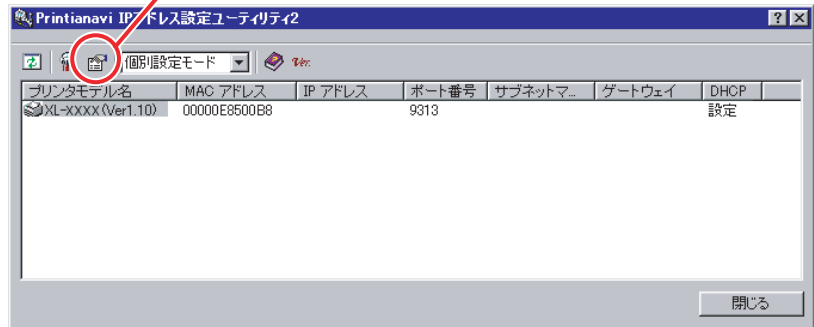 Printianavi IPアドレス設定ユーティリティ2
個別設定モード Ver.
プリンタモデル名 MAC アドレス IP アドレス ポート番号 サブネットマ... ゲートウェイ DHCP
XL-XXXX(Ver1.10) 00000E8500B8 9313 設定
閉じる